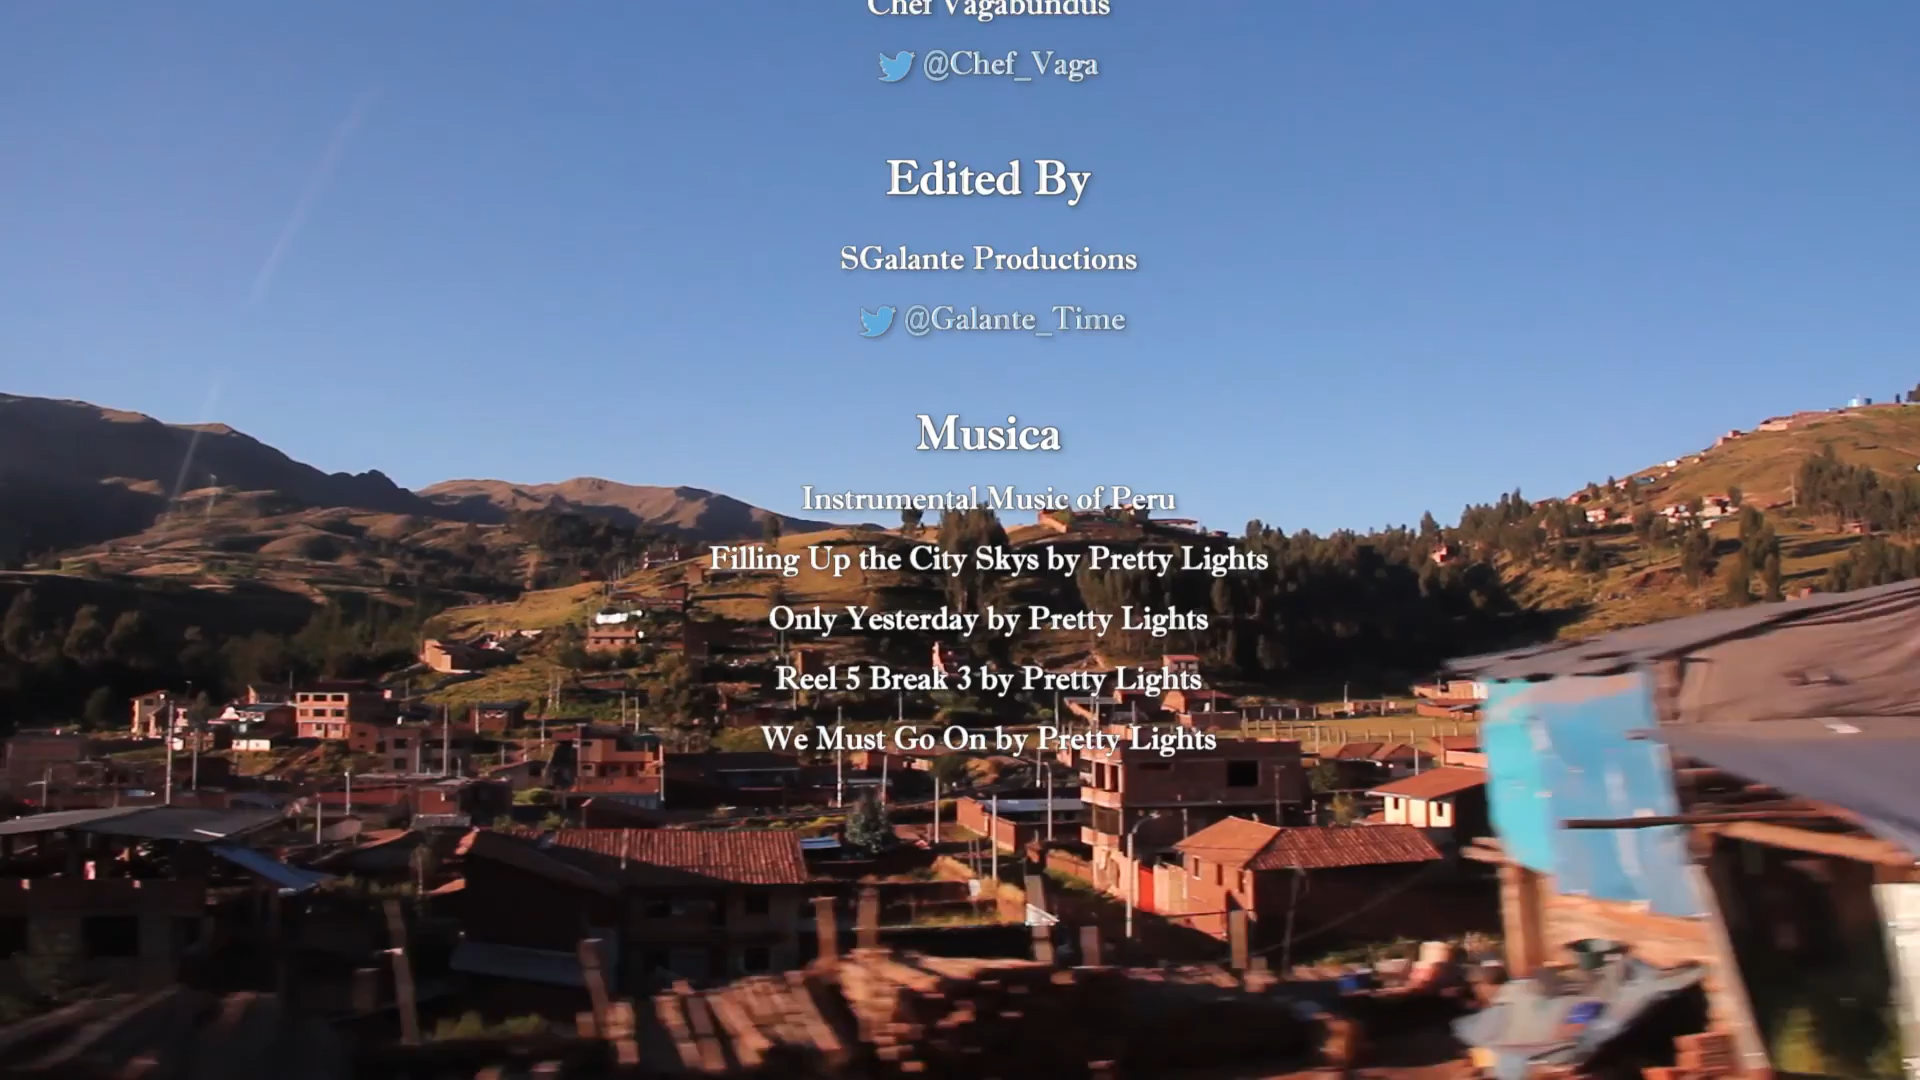 Chef Vagabundus
@Chef_Vaga
Edited By
SGalante Productions
@Galante_Time
Musica
Instrumental Music of Peru
Filling Up the City Skys by Pretty Lights
Only Yesterday by Pretty Lights
Reel 5 Break 3 by Pretty Lights
We Must Go On by Pretty Lights